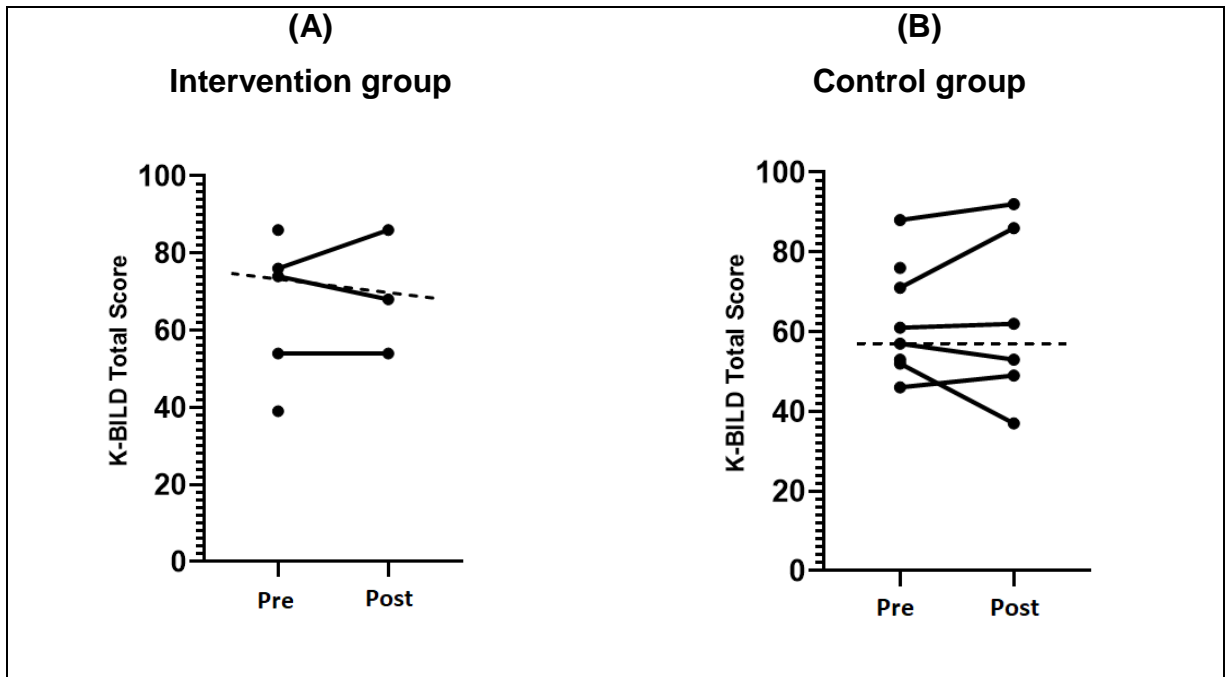 (A)
Intervention group
K-BILD Total Score
100
80
60
40
20
0
Pre Post
(B)
Control group
K-BILD Total Score
100
80
60
40
20
0
Pre Post